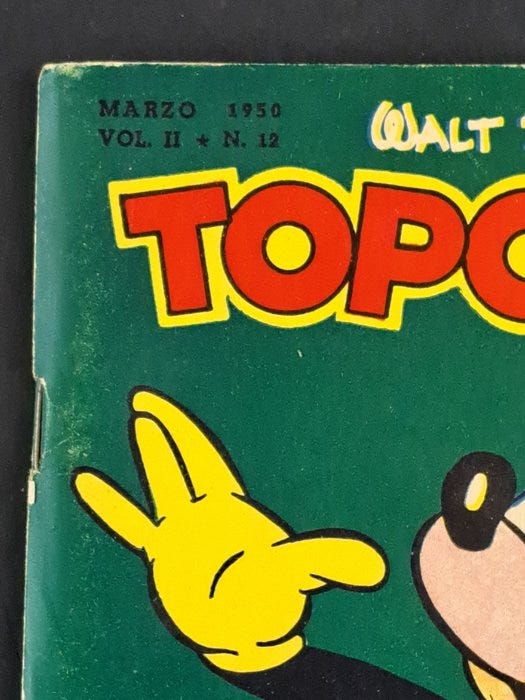 MARZO 1950
VOL. II ★ N. 12
WALT
TOPO